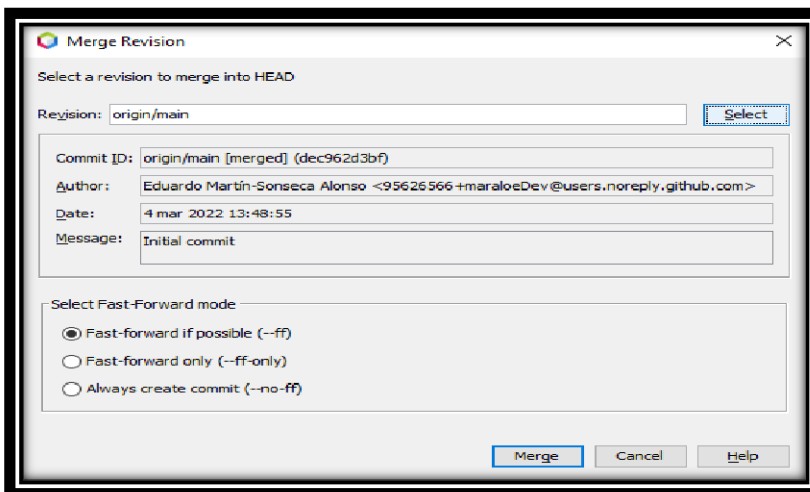 Merge Revision
Select a revision to merge into HEAD
Revision: origin/main Select
Commit ID: origin/main [merged] (dec962d3bf)
Author: Eduardo Martín-Sonseca Alonso <95626566+maraloeDev@users.noreply.github.com>
Date: 4 mar 2022 13:48:55
Message: Initial commit
Select Fast-Forward mode
Fast-forward if possible (--ff)
Fast-forward only (--ff-only)
Always create commit (--no-ff)
Merge Cancel Help